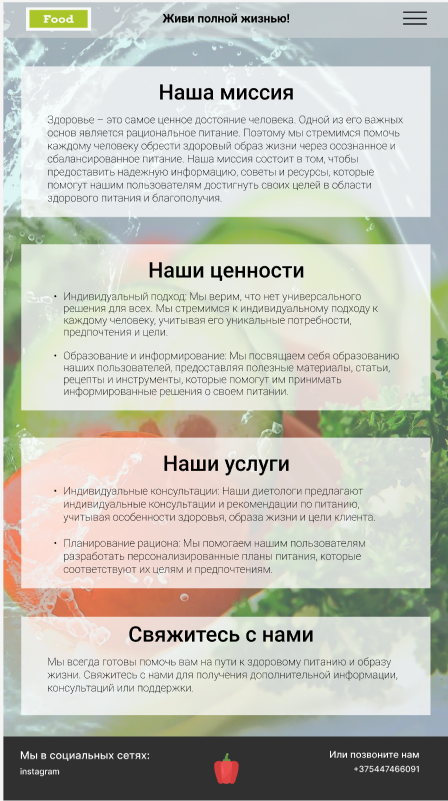 Food
Живи полной жизнью!
Наша миссия
Здоровье – это самое ценное достояние человека. Одной из его важных
основ является рациональное питание. Поэтому мы стремимся помочь
каждому человеку обрести здоровый образ жизни через осознанное и
сбалансированное питание. Наша миссия состоит в том, чтобы
предоставить надежную информацию, советы и ресурсы, которые
помогут нашим пользователям достигнуть своих целей в области
здорового питания и благополучия.
Наши ценности
• Индивидуальный подход: Мы верим, что нет универсального
решения для всех. Мы стремимся к индивидуальному подходу к
каждому человеку, учитывая его уникальные потребности,
предпочтения и цели.
• Образование и информирование: Мы посвящаем себя образованию
наших пользователей, предоставляя полезные материалы, статьи,
рецепты и инструменты, которые помогут им принимать
информированные решения о своем питании.
Наши услуги
• Индивидуальные консультации: Наши диетологи предлагают
индивидуальные консультации и рекомендации по питанию,
учитывая особенности здоровья, образа жизни и цели клиента.
• Планирование рациона: Мы помогаем нашим пользователям
разработать персонализированные планы питания, которые
соответствуют их целям и предпочтениям.
Свяжитесь с нами
Мы всегда готовы помочь вам на пути к здоровому питанию и образу
жизни. Свяжитесь с нами для получения дополнительной информации,
консультаций или поддержки.
Мы в социальных сетях:
instagram
Или позвоните нам
+375447466091